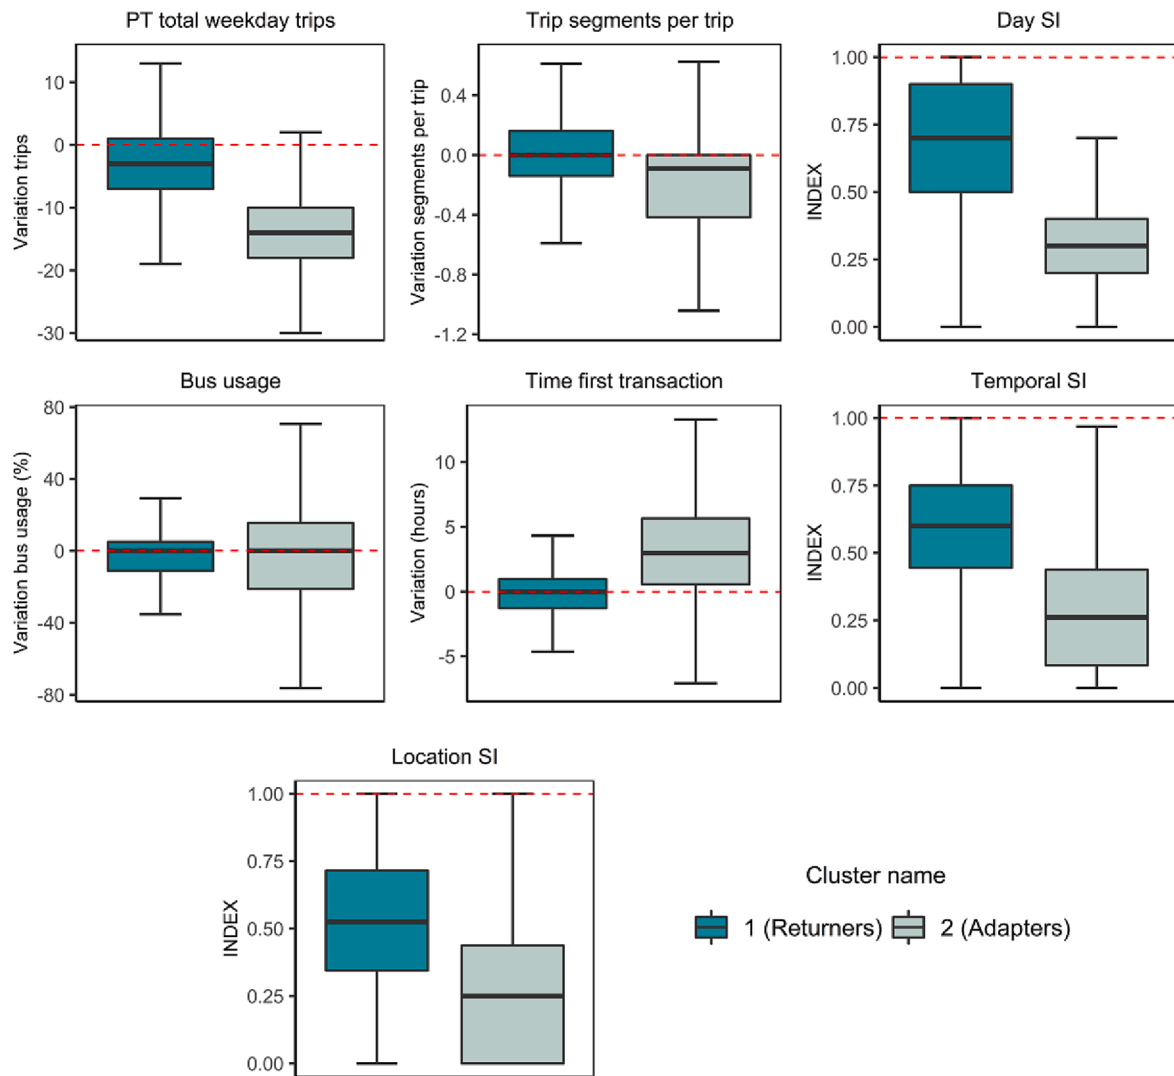 PT total weekday trips
Trip segments per trip
Day SI
Variation trips
10
0
-10
-20
-30
Variation segments per trip
0.4
0.0
-0.4
-0.8
-1.2
INDEX
1.00
0.75
0.50
0.25
0.00
Bus usage
Time first transaction
Temporal SI
Variation bus usage (%)
80
40
0
-40
-80
Variation (hours)
10
5
0
-5
INDEX
1.00
0.75
0.50
0.25
0.00
Location SI
INDEX
1.00
0.75
0.50
0.25
0.00
Cluster name
1 (Returners)
2 (Adapters)